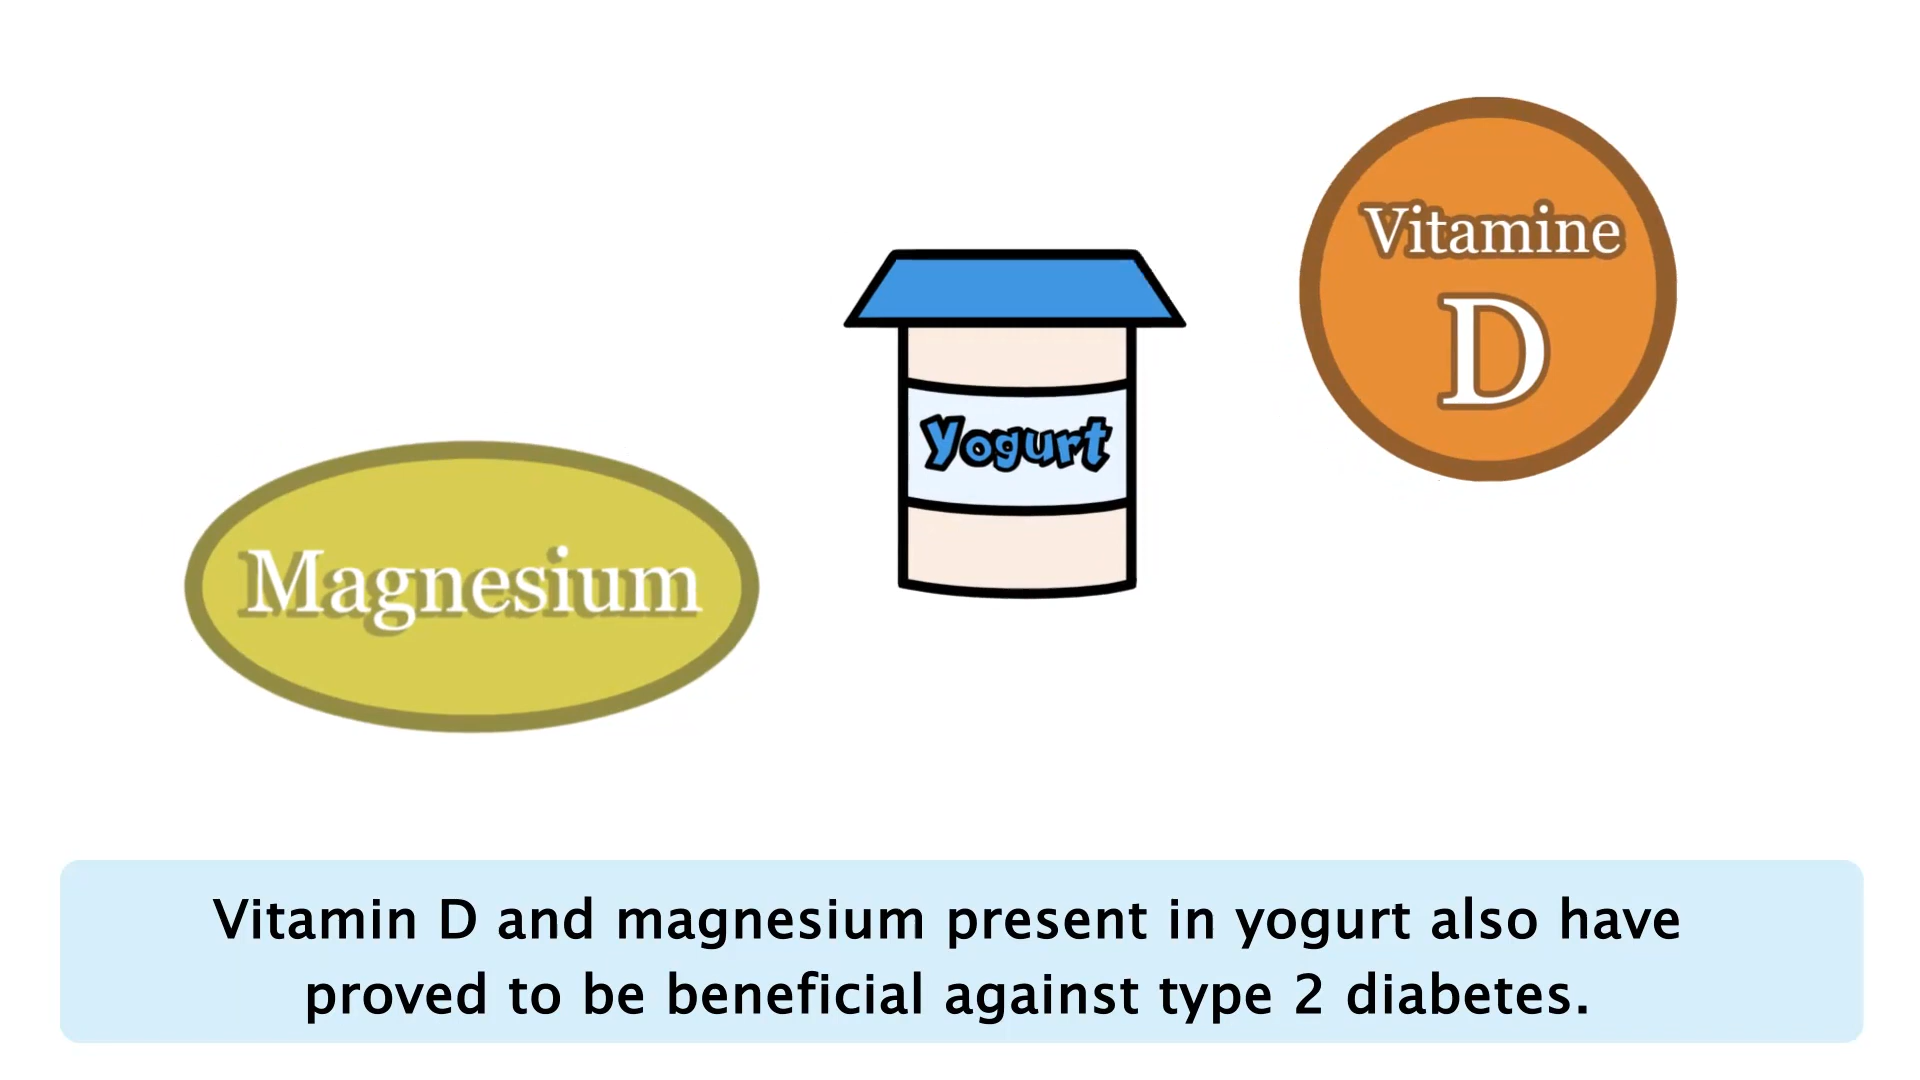 Vitamine
D
Yogurt
Magnesium
Vitamin D and magnesium present in yogurt also have
proved to be beneficial against type 2 diabetes.